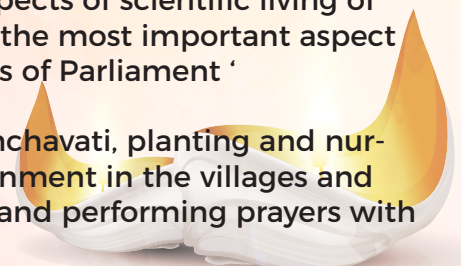 pects of scientific living of
the most important aspect
s of Parliament ‘
nchavati, planting and nur-
nment in the villages and
and performing prayers with